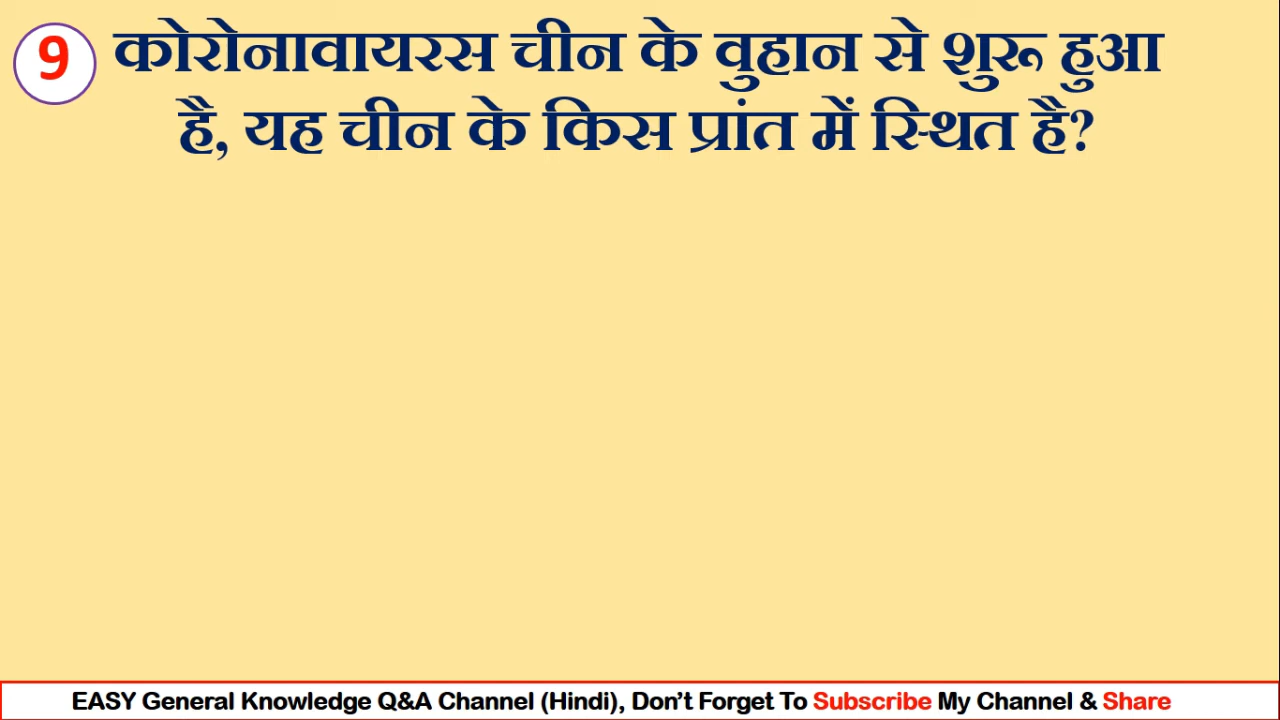 9
कोरोनावायरस चीन के वुहान से शुरू हुआ
है, यह चीन के किस प्रांत में स्थित है?
EASY General Knowledge Q&A Channel (Hindi), Don’t Forget To Subscribe My Channel & Share